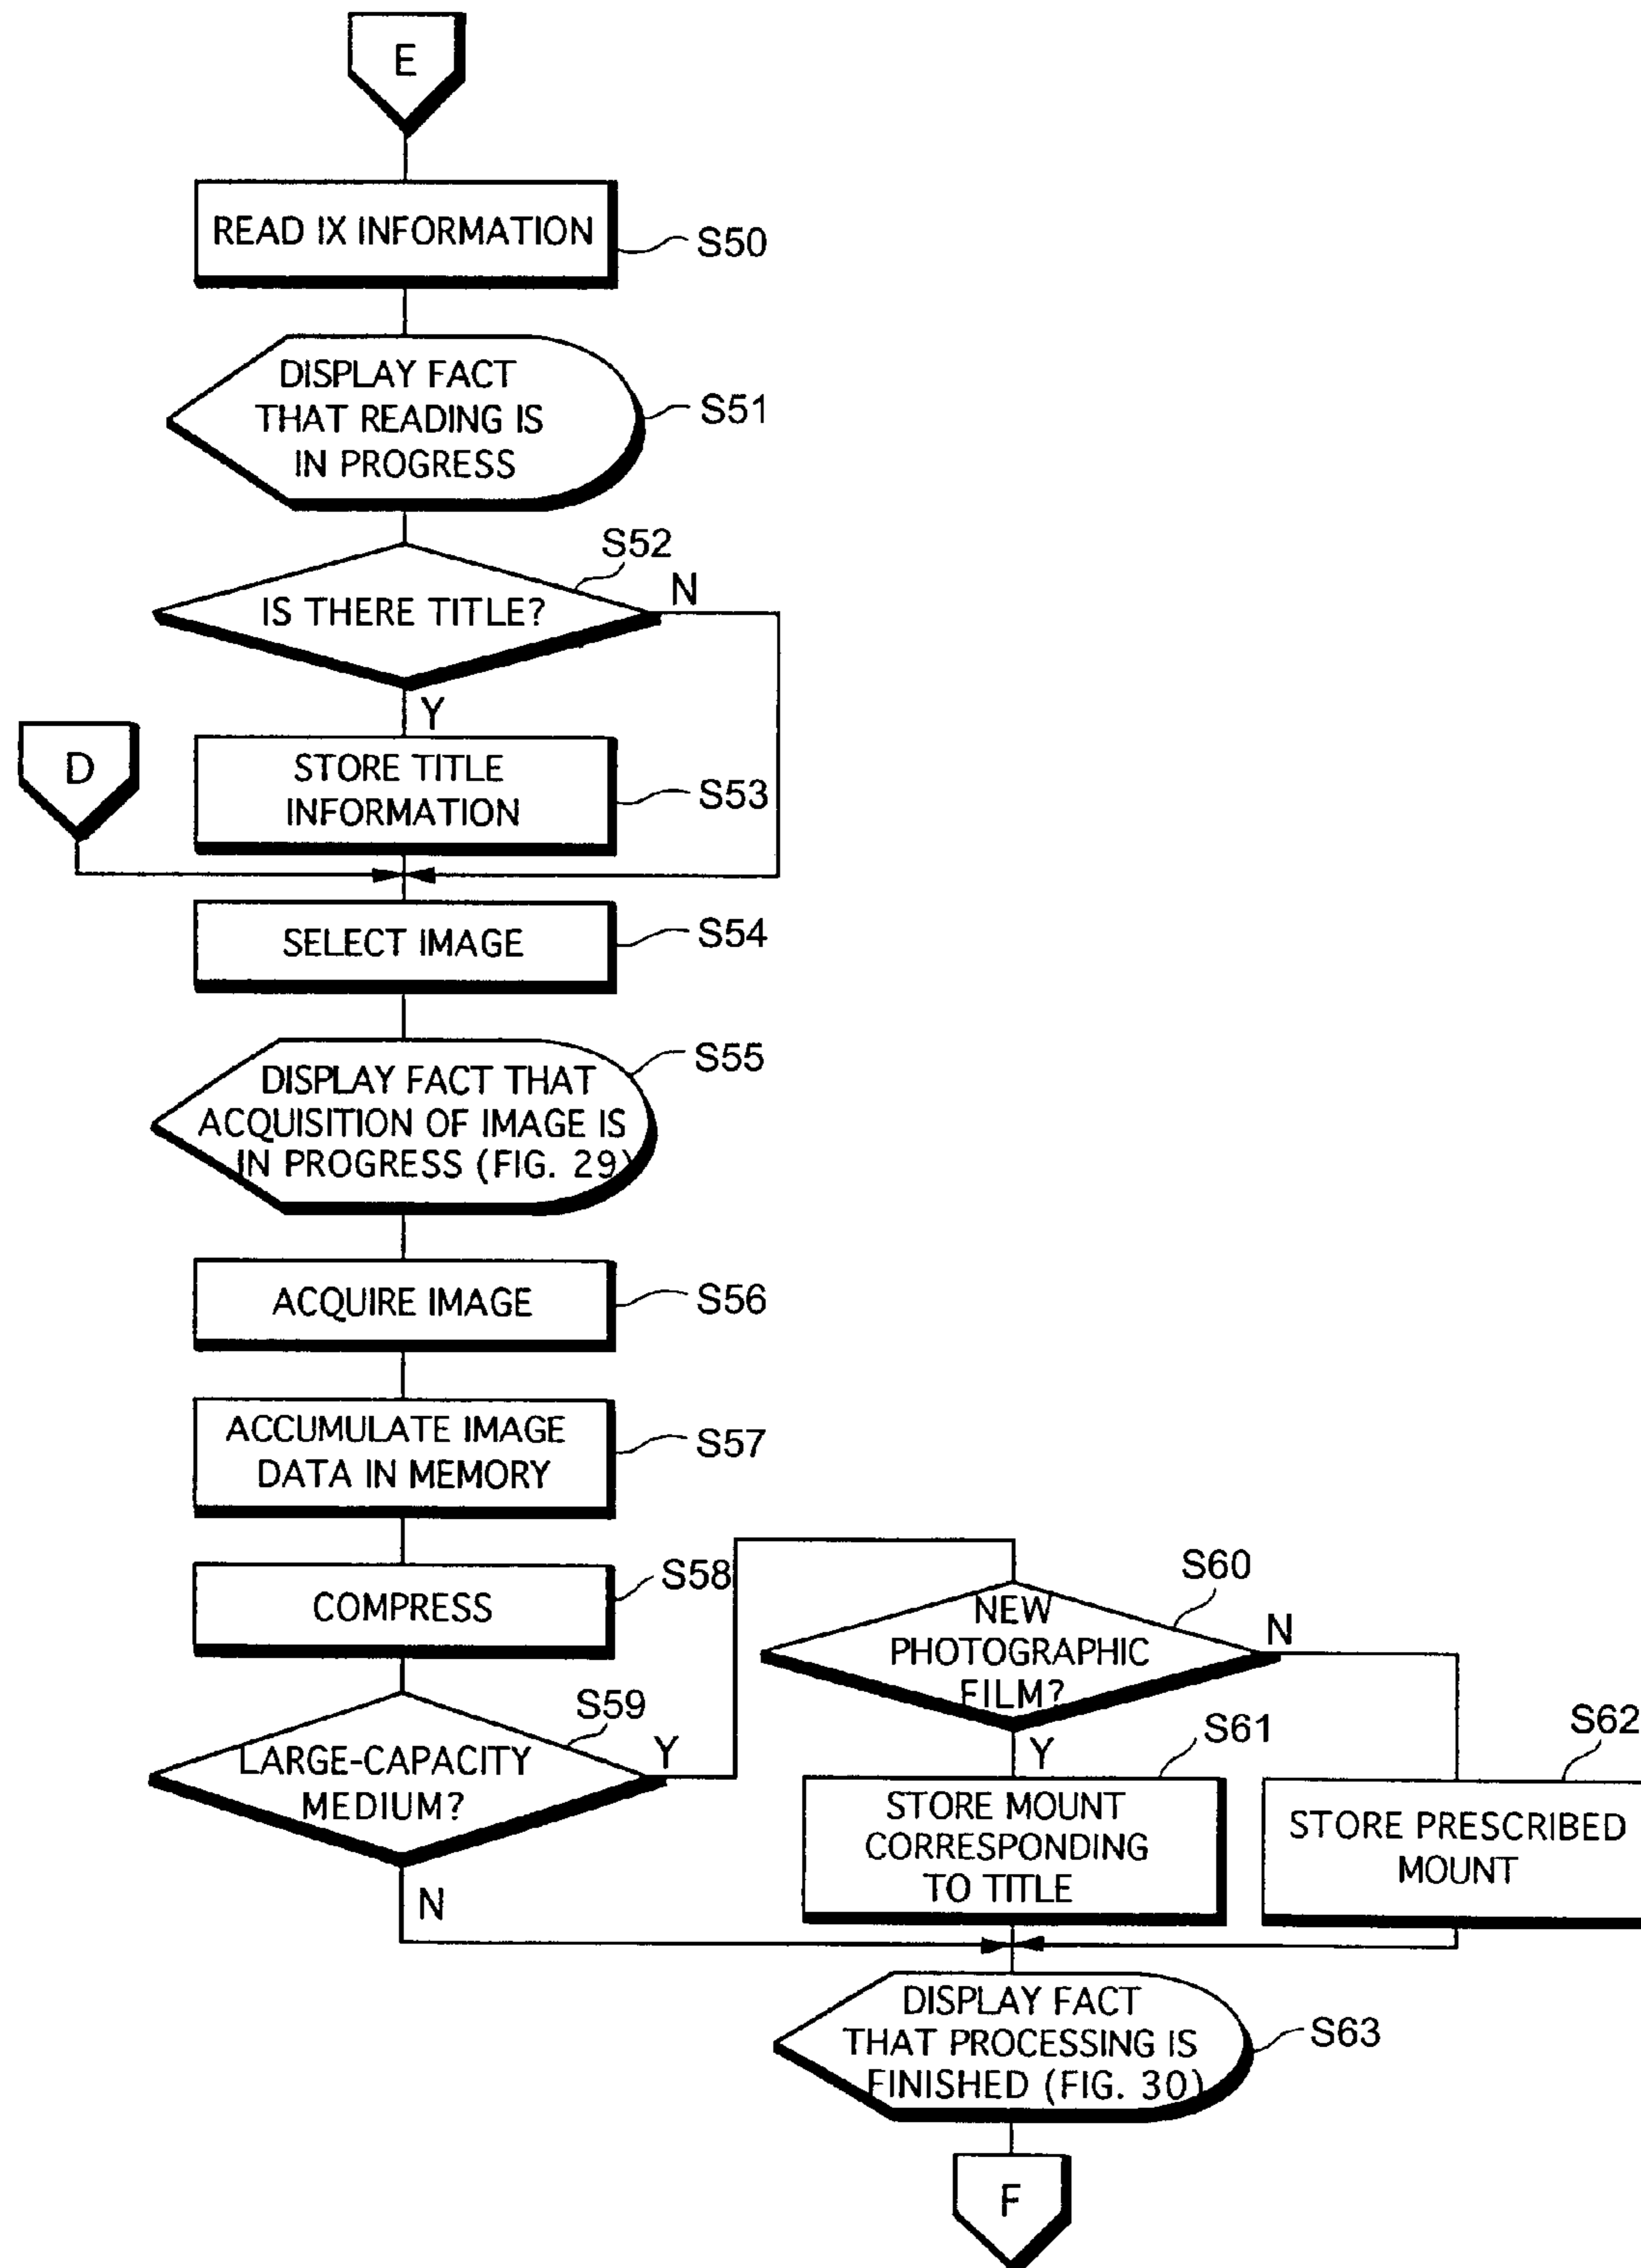 E
READ IX INFORMATION
S50
DISPLAY FACT
THAT READING IS
IN PROGRESS
S51
S52
IS THERE TITLE?
N
Y
D
STORE TITLE
INFORMATION
S53
SELECT IMAGE
S54
DISPLAY FACT THAT
ACQUISITION OF IMAGE IS
IN PROGRESS (FIG. 29)
S55
ACQUIRE IMAGE
S56
ACCUMULATE IMAGE
DATA IN MEMORY
S57
COMPRESS
S58
LARGE-CAPACITY
MEDIUM?
S59
Y
N
NEW
PHOTOGRAPHIC
FILM?
S60
N
Y
S61
STORE MOUNT
CORRESPONDING
TO TITLE
S62
STORE PRESCRIBED
MOUNT
DISPLAY FACT
THAT PROCESSING IS
FINISHED (FIG. 30)
S63
F